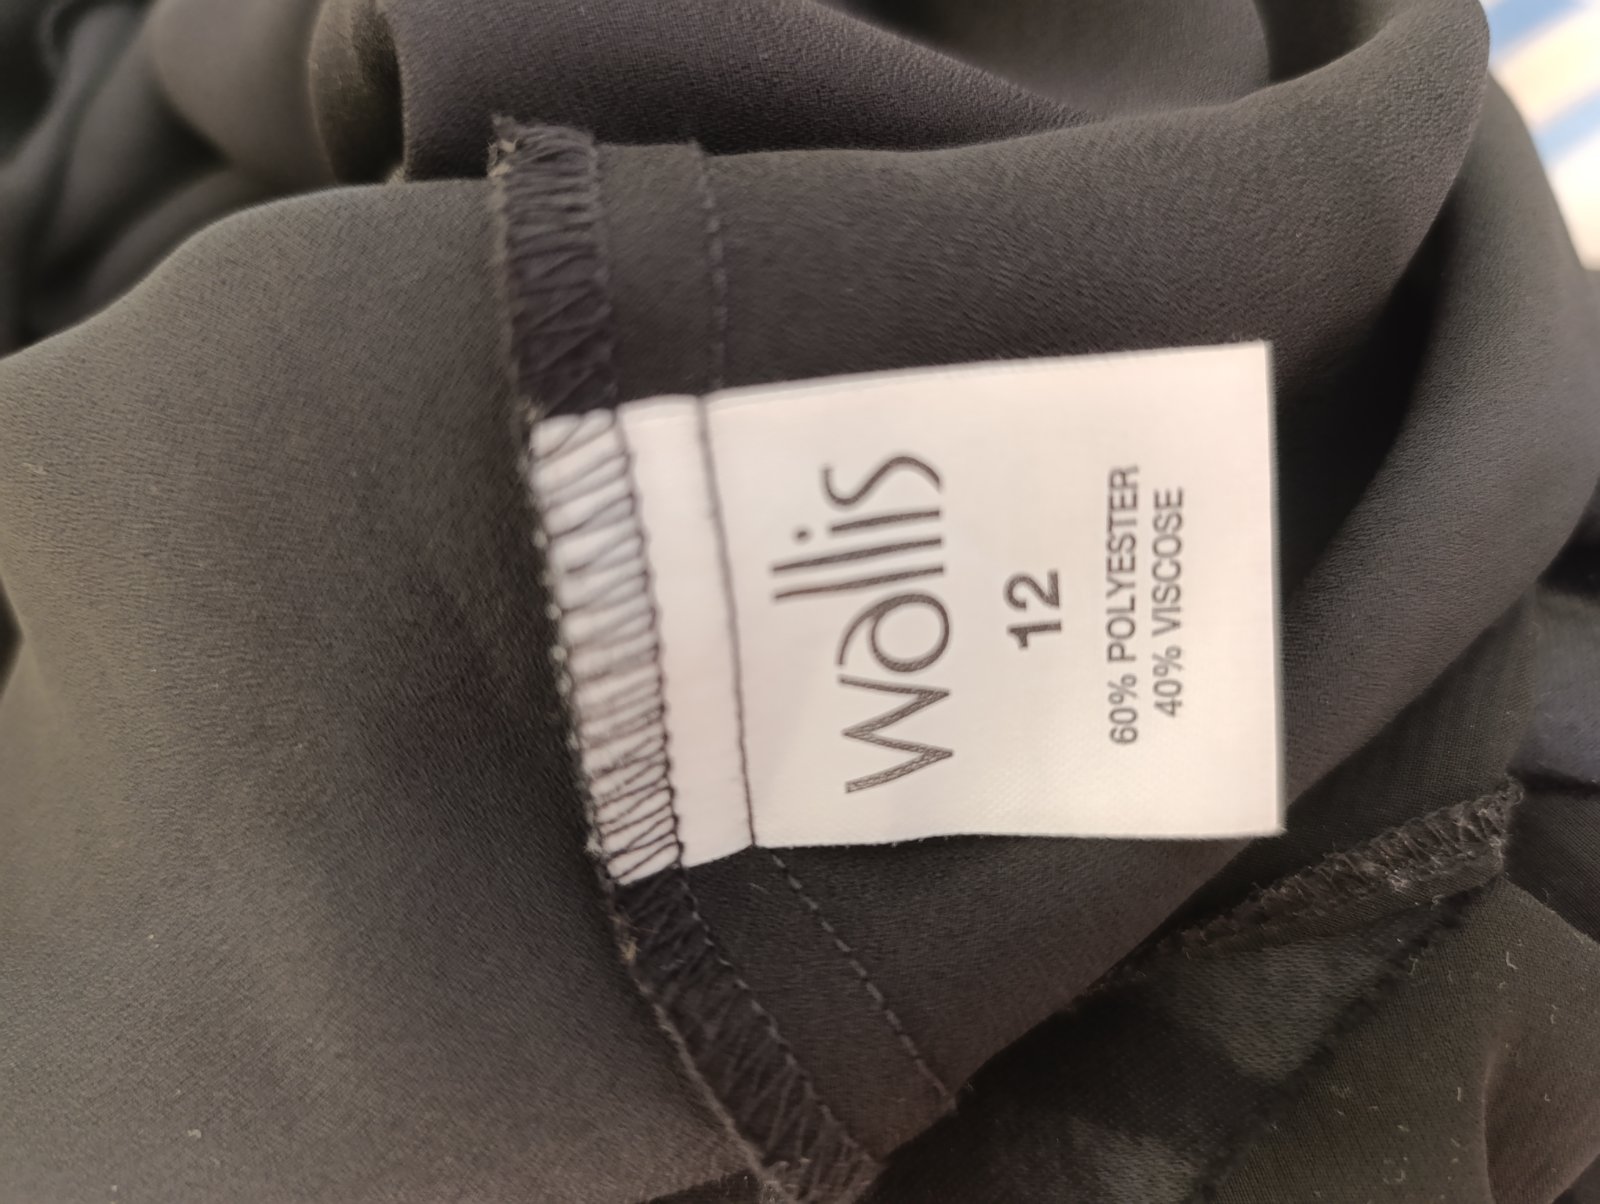 wallis
12
60% POLYESTER
40% VISCOSE